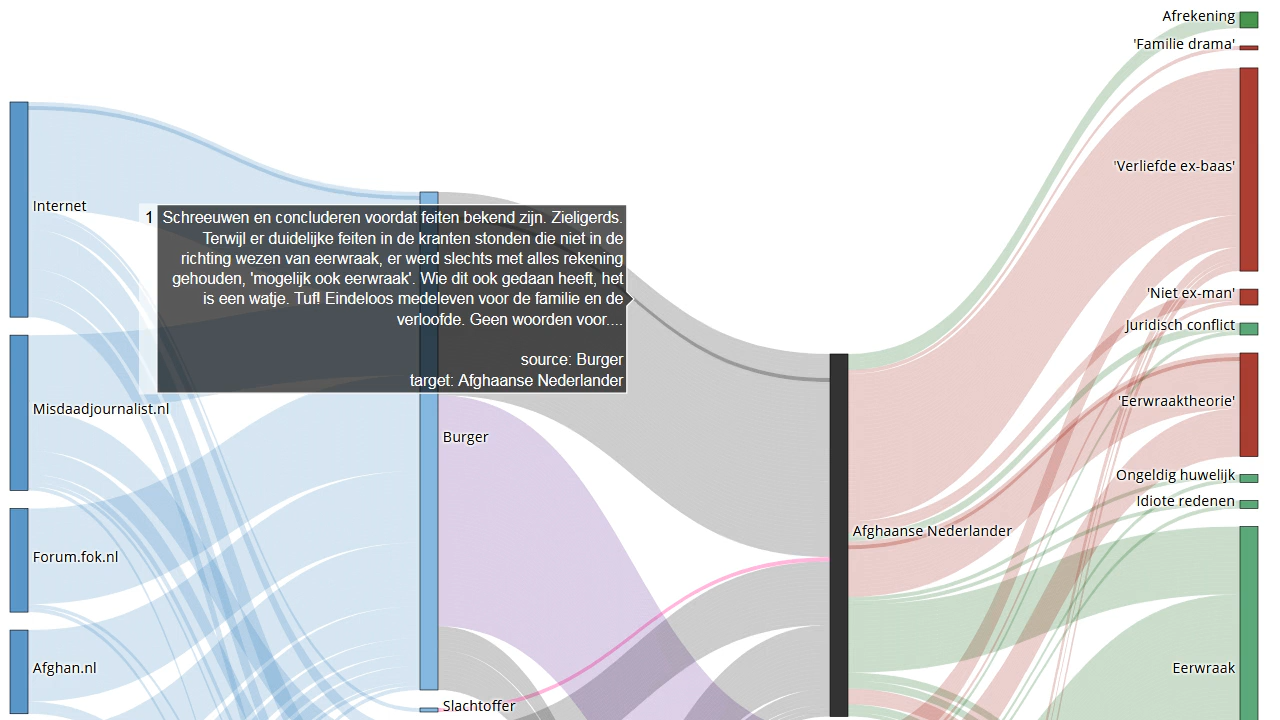 Afrekening
'Familie drama'
'Verliefde ex-baas'
Internet
1 Schreeuwen en concluderen voordat feiten bekend zijn. Zieligerds.
Terwijl er duidelijke feiten in de kranten stonden die niet in de
richting wezen van eerwraak, er werd slechts met alles rekening
gehouden, 'mogelijk ook eerwraak'. Wie dit ook gedaan heeft, het
is een watje. Tuf! Eindeloos medeleven voor de familie en de
verloofde. Geen woorden voor....
source: Burger
target: Afghaanse Nederlander
'Niet ex-man'
Juridisch conflict
'Eerwraaktheorie'
Misdaadjournalist.nl
Burger
Ongeldig huwelijk
Idiote redenen
Afghaanse Nederlander
Forum.fok.nl
Afghan.nl
Eerwraak
Slachtoffer